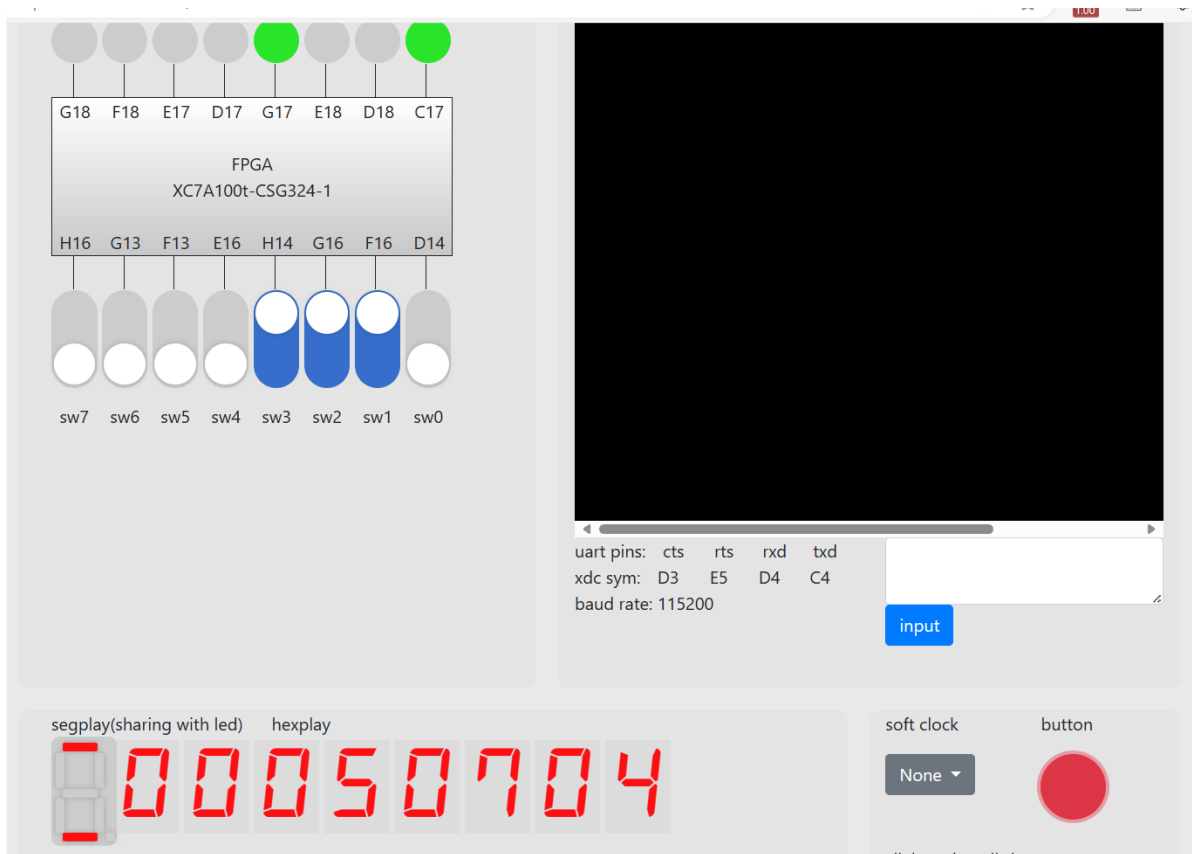 1.00
G18 F18 E17 D17 G17 E18 D18 C17
FPGA
XC7A100t-CSG324-1
H16 G13 F13 E16 H14 G16 F16 D14
sw7 sw6 sw5 sw4 sw3 sw2 sw1 sw0
uart pins: cts rts rxd txd
xdc sym: D3 E5 D4 C4
baud rate: 115200
input
segplay(sharing with led) hexplay
00050704
soft clock button
None